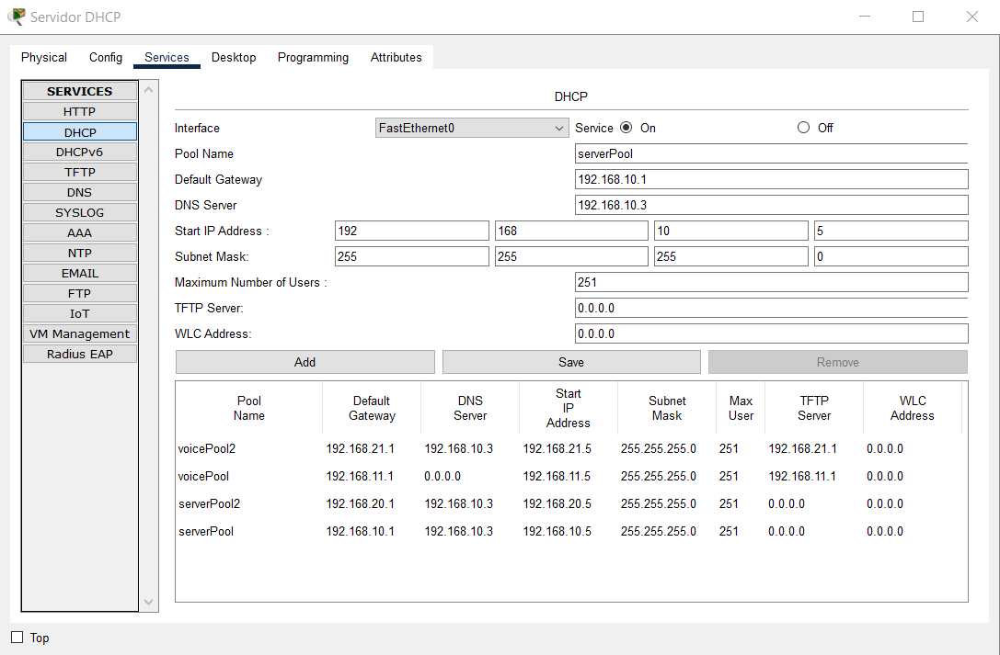 Servidor DHCP
Physical Config Services Desktop Programming Attributes
SERVICES
HTTP
DHCP
DHCPv6
TFTP
DNS
SYSLOG
AAA
NTP
EMAIL
FTP
IoT
VM Management
Radius EAP
DHCP
Interface FastEthernet0 Service On Off
Pool Name serverPool
Default Gateway 192.168.10.1
DNS Server 192.168.10.3
Start IP Address : 192 168 10 5
Subnet Mask: 255 255 255 0
Maximum Number of Users : 251
TFTP Server: 0.0.0.0
WLC Address: 0.0.0.0
Add Save Remove
Pool Name Default Gateway DNS Server Start IP Address Subnet Mask Max User TFTP Server WLC Address
voicePool2 192.168.21.1 192.168.10.3 192.168.21.5 255.255.255.0 251 192.168.21.1 0.0.0.0
voicePool 192.168.11.1 0.0.0.0 192.168.11.5 255.255.255.0 251 192.168.11.1 0.0.0.0
serverPool2 192.168.20.1 192.168.10.3 192.168.20.5 255.255.255.0 251 0.0.0.0 0.0.0.0
serverPool 192.168.10.1 192.168.10.3 192.168.10.5 255.255.255.0 251 0.0.0.0 0.0.0.0
Top